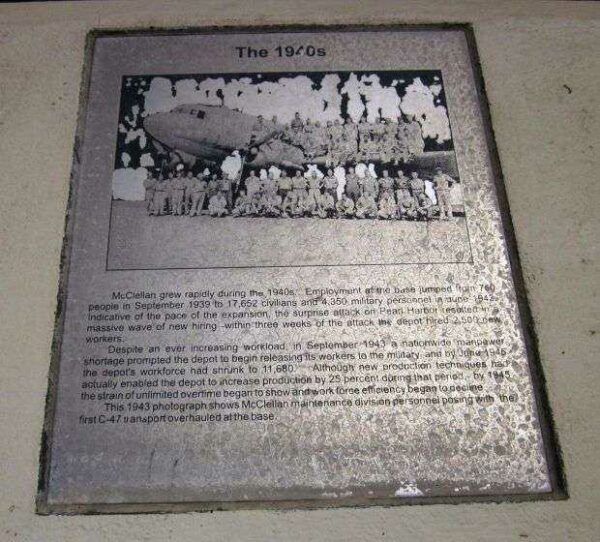 The 1940s
McClellan grew rapidly during the 1940s. Employment at the base jumped from
people in September 1939 to 17,652 civilians and 4,350 military personnel in June
Indicative of the pace of the expansion, the surprise attack on Pearl Harbor resulted in a
massive wave of new hiring -within three weeks of the attack the depot hired 2,500 new
workers.
Despite an ever increasing workload, in September 1943 a nationwide manpower
shortage prompted the depot to begin releasing its workers to the military, and by June
the depot's workforce had shrunk to 11,680. Although new production techniques had
actually enabled the depot to increase production by 25 percent during that period, by 1945
the strain of unlimited overtime began to show and work force efficiency began to decline.
This 1943 photograph shows McClellan maintenance division personnel posing with the
first C-47 transport overhauled at the base.